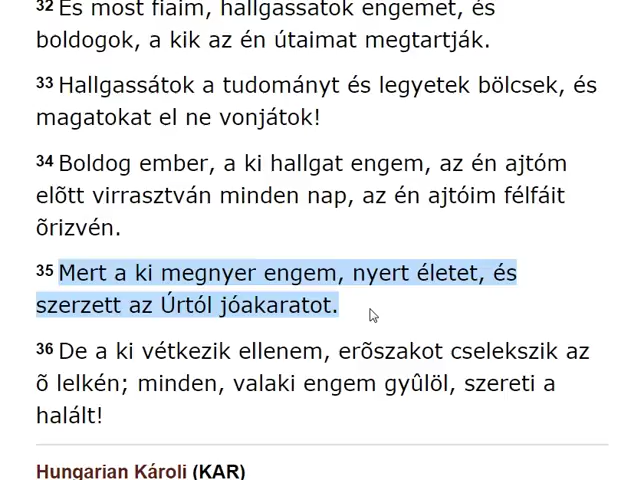 32 És most fiaim, hallgassatok engemet, és
boldogok, a kik az én útaimat megtartják.
33 Hallgassátok a tudományt és legyetek bölcsek, és
magatokat el ne vonjátok!
34 Boldog ember, a ki hallgat engem, az én ajtóm
elõtt virrasztván minden nap, az én ajtóim félfáit
õrizvén.
35 Mert a ki megnyer engem, nyert életet, és
szerzett az Úrtól jóakaratot.
36 De a ki vétkezik ellenem, erõszakot cselekszik az
õ lelkén; minden, valaki engem gyûlöl, szereti a
halált!
Hungarian Károli (KAR)